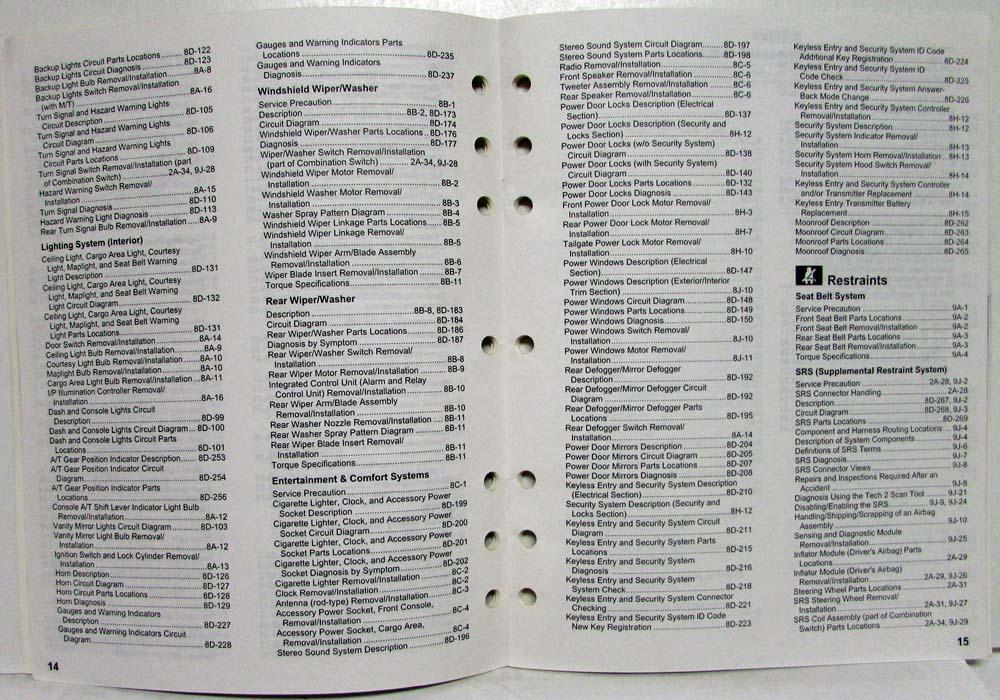 Backup Lights Circuit Parts Locations ......... 8D-122
Backup Lights Circuit Diagnosis ............... 8D-123
Backup Light Bulb Removal/Installation .......... 8A-8
Backup Lights Switch Removal/Installation
(with M/T) ............... 8A-16
Turn Signal and Hazard Warning Lights
Circuit Description ............... 8D-105
Turn Signal and Hazard Warning Lights
Circuit Diagram ............... 8D-106
Turn Signal and Hazard Warning Lights
Circuit Parts Locations ............... 8D-109
Turn Signal Switch Removal/Installation (part
of Combination Switch) ............... 2A-34, 9J-28
Hazard Warning Switch Removal/
Installation ............... 8A-15
Turn Signal Diagnosis ............... 8D-110
Hazard Warning Light Diagnosis ............... 8D-113
Rear Turn Signal Bulb Removal/Installation ..... 8A-9
Lighting System (Interior)
Ceiling Light, Cargo Area Light, Courtesy
Light, Maplight, and Seat Belt Warning
Light Description ............... 8D-131
Ceiling Light, Cargo Area Light, Courtesy
Light, Maplight, and Seat Belt Warning
Light Circuit Diagram ............... 8D-132
Ceiling Light, Cargo Area Light, Courtesy
Light, Maplight, and Seat Belt Warning
Light Parts Locations ............... 8D-131
Door Switch Removal/Installation ............... 8A-14
Ceiling Light Bulb Removal/Installation .......... 8A-9
Courtesy Light Bulb Removal/Installation ........ 8A-10
Maplight Bulb Removal/Installation ............... 8A-10
Cargo Area Light Bulb Removal/Installation ... 8A-11
I/P Illumination Controller Removal/
Installation ............... 8A-16
Dash and Console Lights Circuit
Description ............... 8D-99
Dash and Console Lights Circuit Diagram ... 8D-100
Dash and Console Lights Circuit Parts
Locations ............... 8D-101
A/T Gear Position Indicator Description ........ 8D-253
A/T Gear Position Indicator Circuit
Diagram ............... 8D-254
A/T Gear Position Indicator Parts
Locations ............... 8D-256
Console A/T Shift Lever Indicator Light Bulb
Removal/Installation ............... 8A-12
Vanity Mirror Lights Circuit Diagram ......... 8D-103
Vanity Mirror Light Bulb Removal/
Installation ............... 8A-12
Ignition Switch and Lock Cylinder Removal/
Installation ............... 8A-13
Horn Description ............... 8D-126
Horn Circuit Diagram ............... 8D-127
Horn Circuit Parts Locations ............... 8D-128
Horn Diagnosis ............... 8D-129
Gauges and Warning Indicators
Description ............... 8D-227
Gauges and Warning Indicators Circuit
Diagram ............... 8D-228
14
Gauges and Warning Indicators Parts
Locations ............... 8D-235
Gauges and Warning Indicators
Diagnosis ............... 8D-237
Windshield Wiper/Washer
Service Precaution ............... 8B-1
Description ............... 8B-2, 8D-173
Circuit Diagram ............... 8D-174
Windshield Wiper/Washer Parts Locations .. 8D-176
Diagnosis ............... 8D-177
Wiper/Washer Switch Removal/Installation
(part of Combination Switch) ......... 2A-34, 9J-28
Windshield Wiper Motor Removal/
Installation ............... 8B-2
Windshield Washer Motor Removal/
Installation ............... 8B-3
Washer Spray Pattern Diagram ............... 8B-4
Windshield Wiper Linkage Parts Locations ..... 8B-5
Windshield Wiper Linkage Removal/
Installation ............... 8B-5
Windshield Wiper Arm/Blade Assembly
Removal/Installation ............... 8B-6
Wiper Blade Insert Removal/Installation ........ 8B-7
Torque Specifications ............... 8B-11
Rear Wiper/Washer
Description ............... 8B-8, 8D-183
Circuit Diagram ............... 8D-184
Rear Wiper/Washer Parts Locations ............ 8D-186
Diagnosis by Symptom ............... 8D-187
Rear Wiper/Washer Switch Removal/
Installation ............... 8B-8
Rear Wiper Motor Removal/Installation ......... 8B-9
Integrated Control Unit (Alarm and Relay
Control Unit) Removal/Installation ............ 8B-10
Rear Wiper Arm/Blade Assembly
Removal/Installation ............... 8B-10
Rear Washer Nozzle Removal/Installation ... 8B-11
Rear Washer Spray Pattern Diagram ......... 8B-11
Rear Wiper Blade Insert Removal/
Installation ............... 8B-11
Torque Specifications ............... 8B-11
Entertainment & Comfort Systems
Service Precaution ............... 8C-1
Cigarette Lighter, Clock, and Accessory Power
Socket Description ............... 8D-199
Cigarette Lighter, Clock, and Accessory Power
Socket Circuit Diagram ............... 8D-200
Cigarette Lighter, Clock, and Accessory Power
Socket Parts Locations ............... 8D-201
Cigarette Lighter, Clock, and Accessory Power
Socket Diagnosis by Symptom ............... 8D-202
Cigarette Lighter Removal/Installation ......... 8C-2
Clock Removal/Installation ............... 8C-2
Antenna (rod-type) Removal/Installation ........ 8C-3
Accessory Power Socket, Front Console,
Removal/Installation ............... 8C-4
Accessory Power Socket, Cargo Area,
Removal/Installation ............... 8C-4
Stereo Sound System Description ............... 8D-196
Stereo Sound System Circuit Diagram ........ 8D-197
Stereo Sound System Parts Locations ........ 8D-198
Radio Removal/Installation ............... 8C-5
Front Speaker Removal/Installation ............... 8C-6
Tweeter Assembly Removal/Installation ......... 8C-6
Rear Speaker Removal/Installation ............... 8C-6
Power Door Locks Description (Electrical
Section) ............... 8D-137
Power Door Locks Description (Security and
Locks Section) ............... 8H-12
Power Door Locks (w/o Security System)
Circuit Diagram ............... 8D-138
Power Door Locks (with Security System)
Circuit Diagram ............... 8D-140
Power Door Locks Parts Locations ............ 8D-132
Power Door Locks Diagnosis ............... 8D-143
Front Power Door Lock Motor Removal/
Installation ............... 8H-3
Rear Power Door Lock Motor Removal/
Installation ............... 8H-7
Tailgate Power Lock Motor Removal/
Installation ............... 8H-10
Power Windows Description (Electrical
Section) ............... 8D-147
Power Windows Description (Exterior/Interior
Trim Section) ............... 8J-10
Power Windows Circuit Diagram ............... 8D-148
Power Windows Parts Locations ............... 8D-149
Power Windows Diagnosis ............... 8D-150
Power Windows Switch Removal/
Installation ............... 8J-10
Power Windows Motor Removal/
Installation ............... 8J-11
Rear Defogger/Mirror Defogger
Description ............... 8D-192
Rear Defogger/Mirror Defogger Circuit
Diagram ............... 8D-192
Rear Defogger/Mirror Defogger Parts
Locations ............... 8D-195
Rear Defogger Switch Removal/
Installation ............... 8A-14
Power Door Mirrors Description ............... 8D-204
Power Door Mirrors Circuit Diagram ............ 8D-205
Power Door Mirrors Parts Locations ............ 8D-207
Power Door Mirrors Diagnosis ............... 8D-208
Keyless Entry and Security System Description
(Electrical Section) ............... 8D-210
Security System Description (Security and
Locks Section) ............... 8H-12
Keyless Entry and Security System Circuit
Diagram ............... 8D-211
Keyless Entry and Security System Parts
Locations ............... 8D-215
Keyless Entry and Security System
Diagnosis ............... 8D-216
Keyless Entry and Security System
System Check ............... 8D-218
Keyless Entry and Security System Connector
Checking ............... 8D-221
Keyless Entry and Security System ID Code
New Key Registration ............... 8D-223
Keyless Entry and Security System ID Code
Additional Key Registration ............... 8D-224
Keyless Entry and Security System ID
Code Check ............... 8D-225
Keyless Entry and Security System Answer-
Back Mode Change ............... 8D-226
Keyless Entry and Security System Controller
Removal/Installation ............... 8H-12
Security System Description ............... 8H-12
Security System Indicator Removal/
Installation ............... 8H-13
Security System Horn Removal/Installation ... 8H-13
Security System Hood Switch Removal/
Installation ............... 8H-14
Keyless Entry and Security System Controller
and/or Transmitter Replacement ............... 8H-14
Keyless Entry Transmitter Battery
Replacement ............... 8H-15
Moonroof Description ............... 8D-262
Moonroof Circuit Diagram ............... 8D-263
Moonroof Parts Locations ............... 8D-264
Moonroof Diagnosis ............... 8D-265
Restraints
Seat Belt System
Service Precaution ............... 9A-1
Front Seat Belt Parts Locations ............... 9A-2
Front Seat Belt Removal/Installation ............ 9A-2
Rear Seat Belt Parts Locations ............... 9A-3
Rear Seat Belt Removal/Installation ............ 9A-3
Torque Specifications ............... 9A-4
SRS (Supplemental Restraint System)
Service Precaution ............... 2A-28, 9J-2
SRS Connector Handling ............... 2A-28
Description ............... 8D-267, 9J-2
Circuit Diagram ............... 8D-268, 9J-3
SRS Parts Locations ............... 8D-269
Component and Harness Routing Locations .. 9J-4
Description of System Components ............ 9J-4
Definitions of SRS Terms ............... 9J-6
SRS Diagnosis ............... 9J-7
SRS Connector Views ............... 9J-8
Repairs and Inspections Required After an
Accident ............... 9J-8
Diagnosis Using the Tech 2 Scan Tool ......... 9J-21
Disabling/Enabling the SRS ............ 9J-9, 9J-24
Handling/Shipping/Scrapping of an Airbag
Assembly ............... 9J-10
Sensing and Diagnostic Module
Removal/Installation ............... 9J-25
Inflator Module (Driver's Airbag) Parts
Locations ............... 2A-29
Inflator Module (Driver's Airbag)
Removal/Installation ............... 2A-29, 9J-26
Steering Wheel Parts Locations ............... 2A-31
SRS Steering Wheel Removal/
Installation ............... 2A-31, 9J-27
SRS Coil Assembly (part of Combination
Switch) Parts Locations ............... 2A-34, 9J-29
15